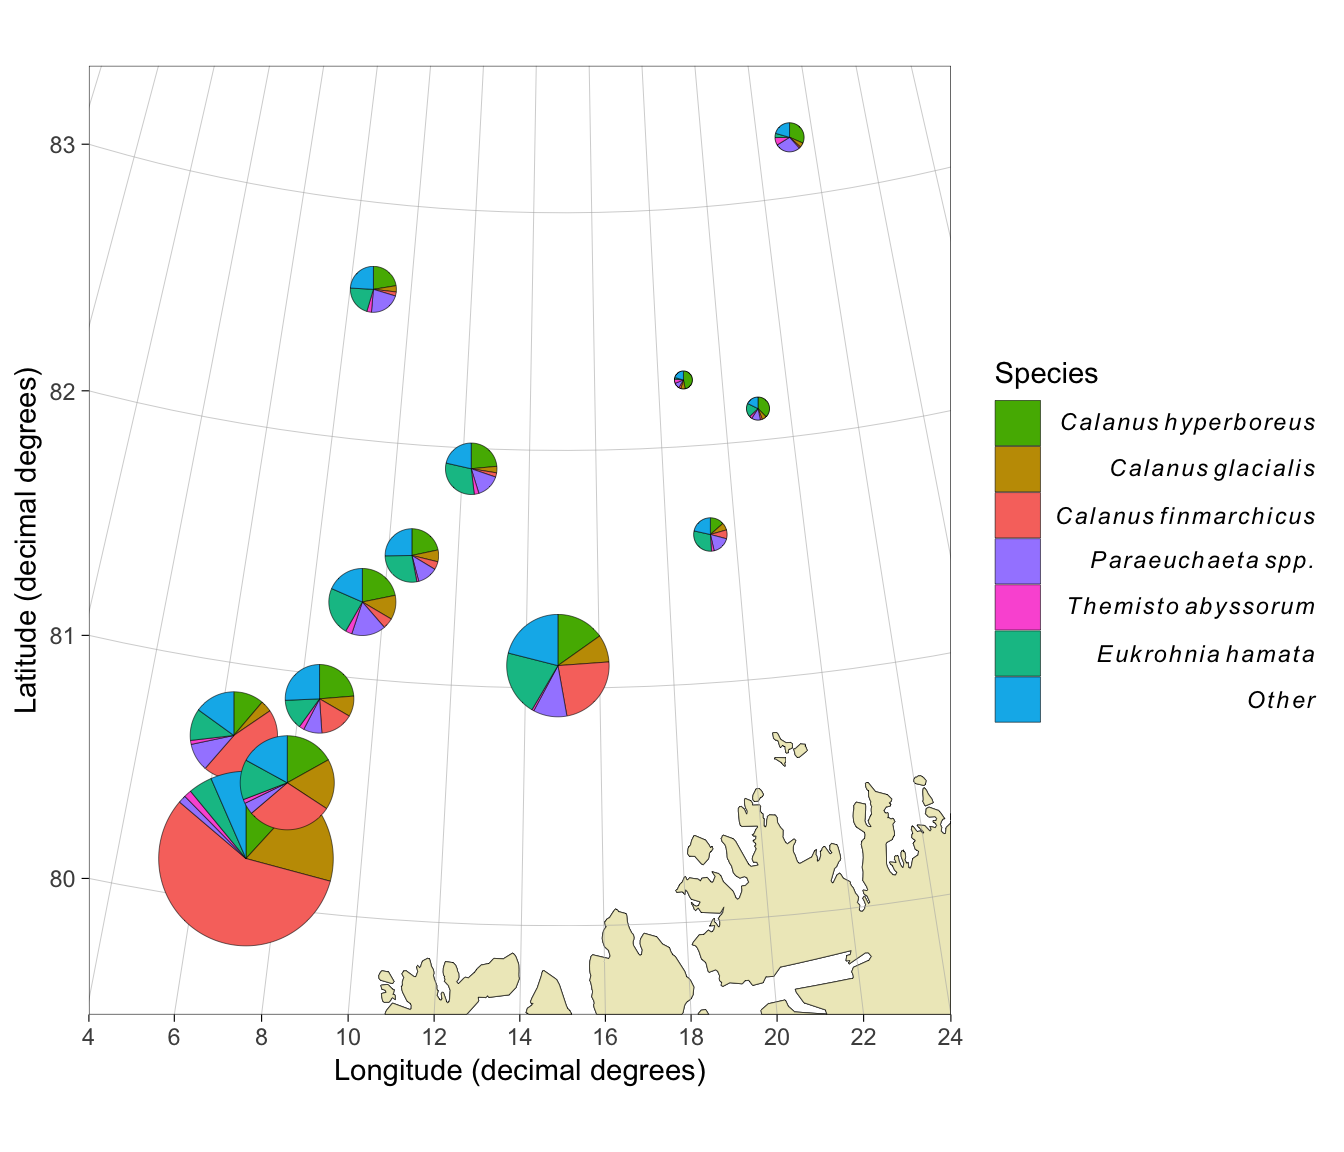 83
82
81
80
Latitude (decimal degrees)
4 6 8 10 12 14 16 18 20 22 24
Longitude (decimal degrees)
Species
Calanus hyperboreus
Calanus glacialis
Calanus finmarchicus
Paraeuchaeta spp.
Themisto abyssorum
Eukrohnia hamata
Other